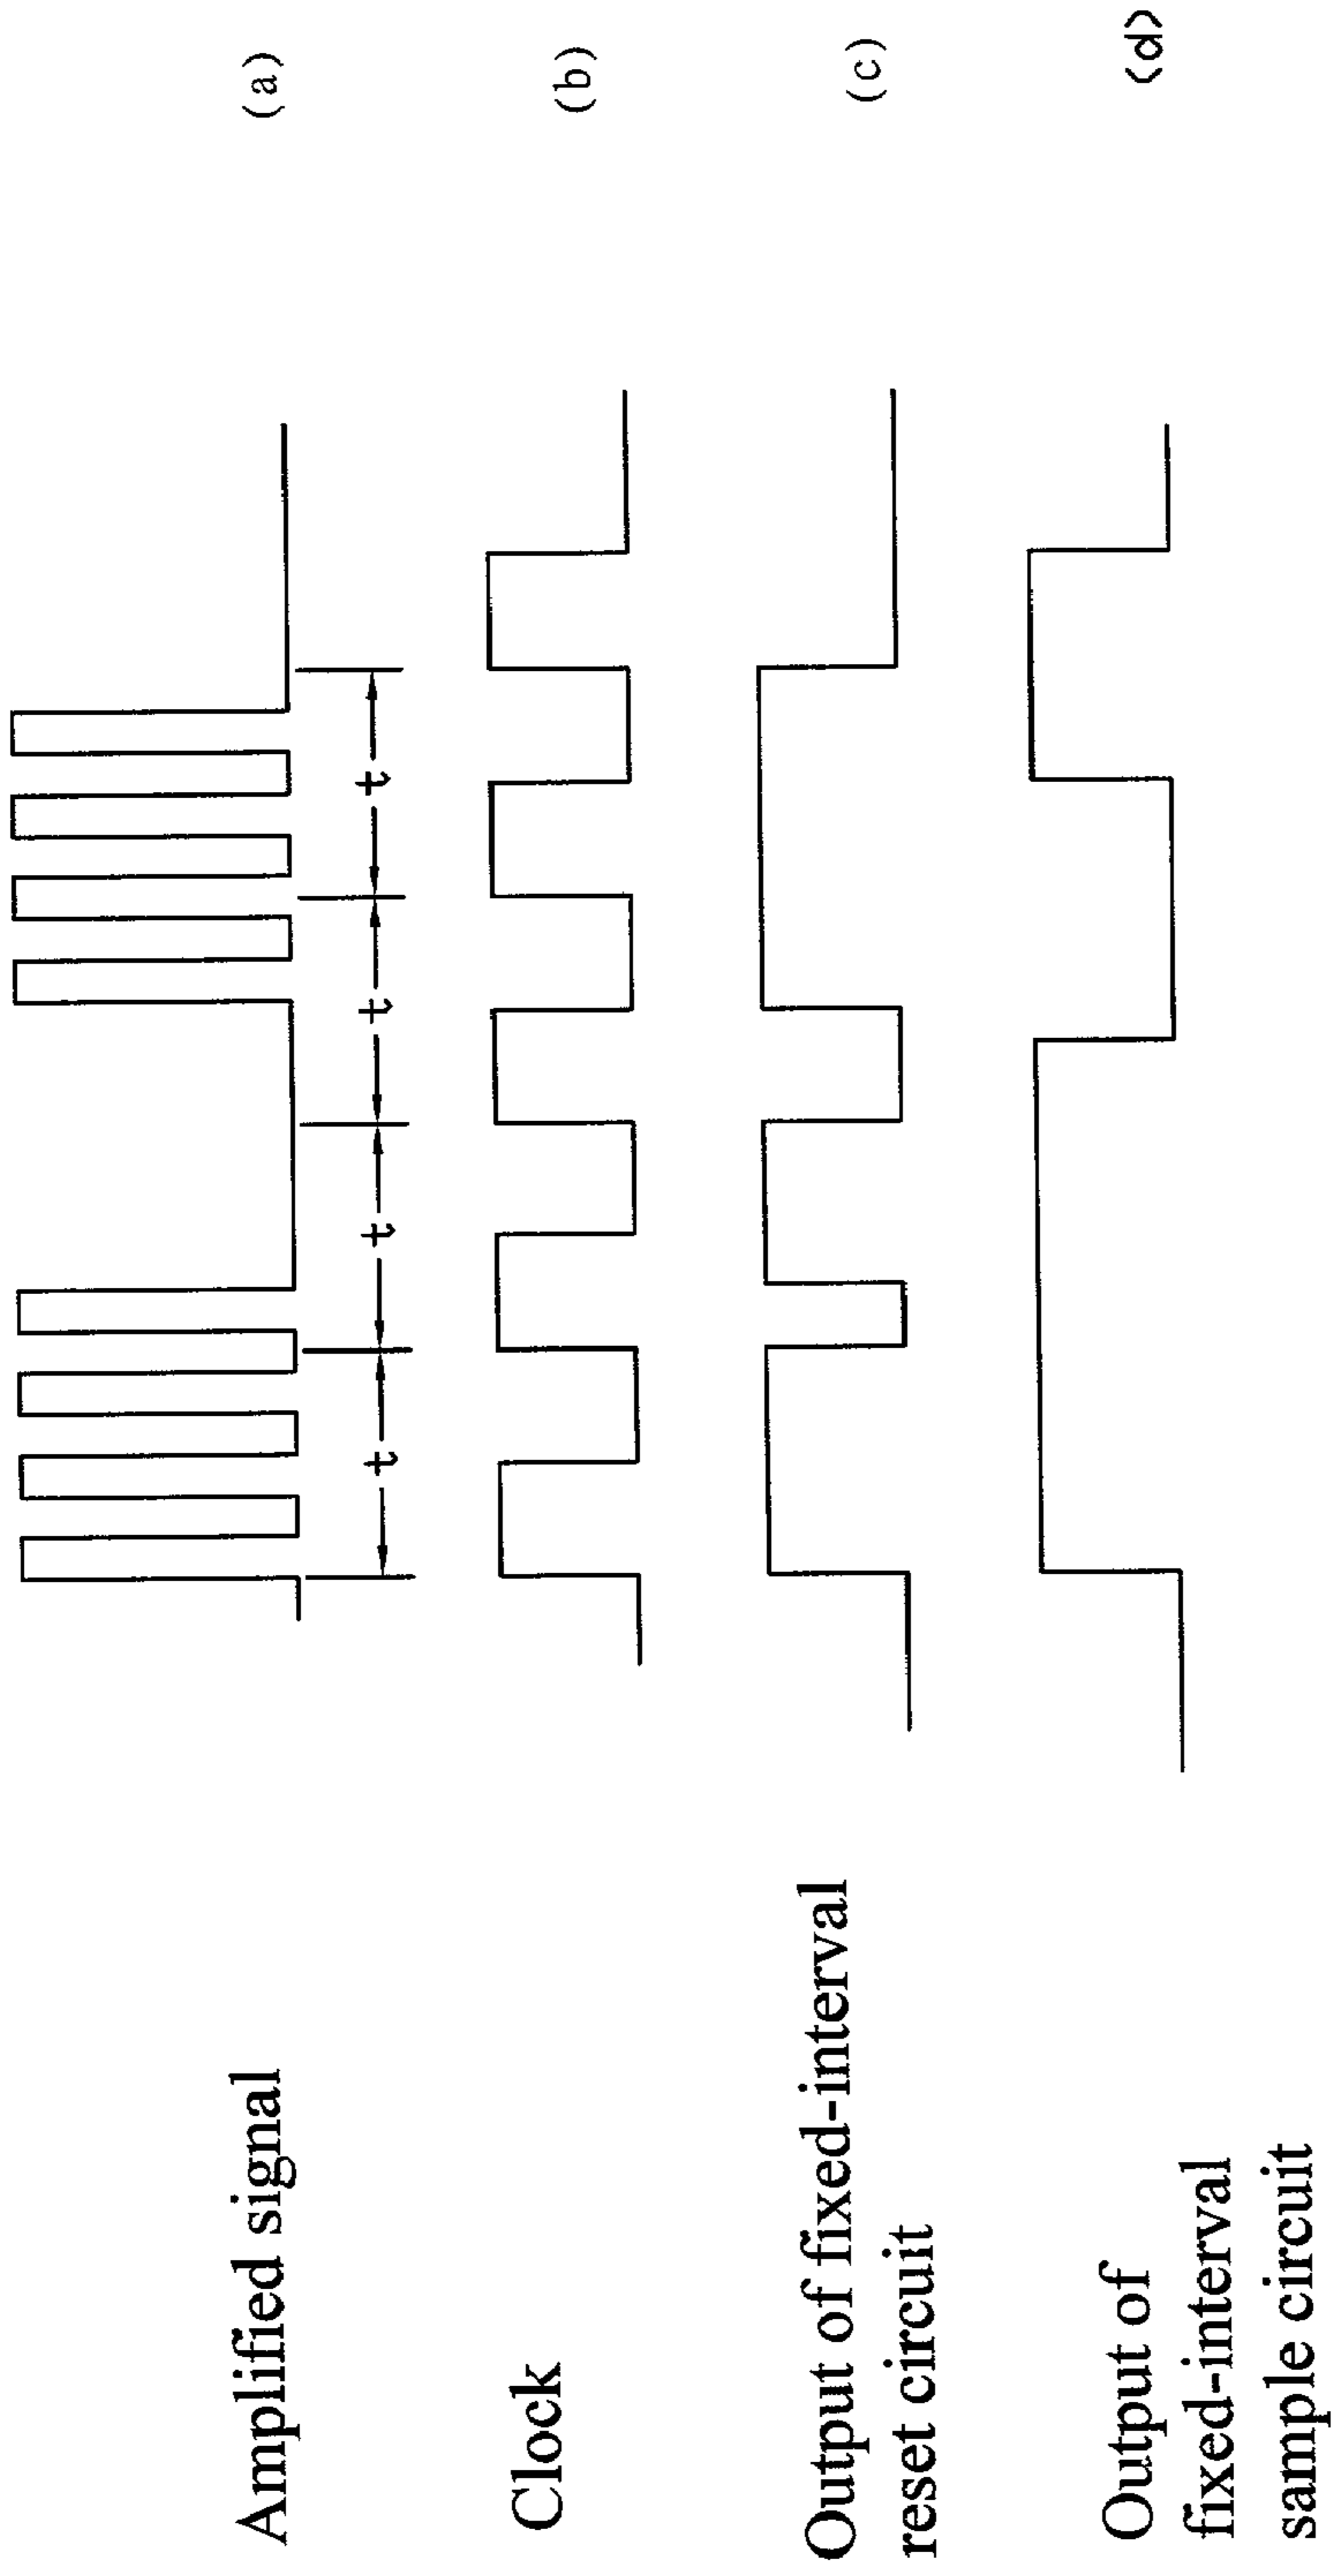 Amplified signal
(a)
t
t
t
t
Clock
(b)
Output of fixed-interval
reset circuit
(c)
Output of
fixed-interval
sample circuit
(d)